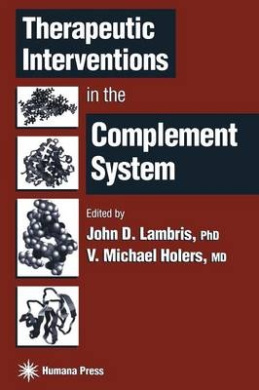 Therapeutic
Interventions
in the
Complement
System
Edited by
John D. Lambris, PhD
V. Michael Holers, MD
Humana Press